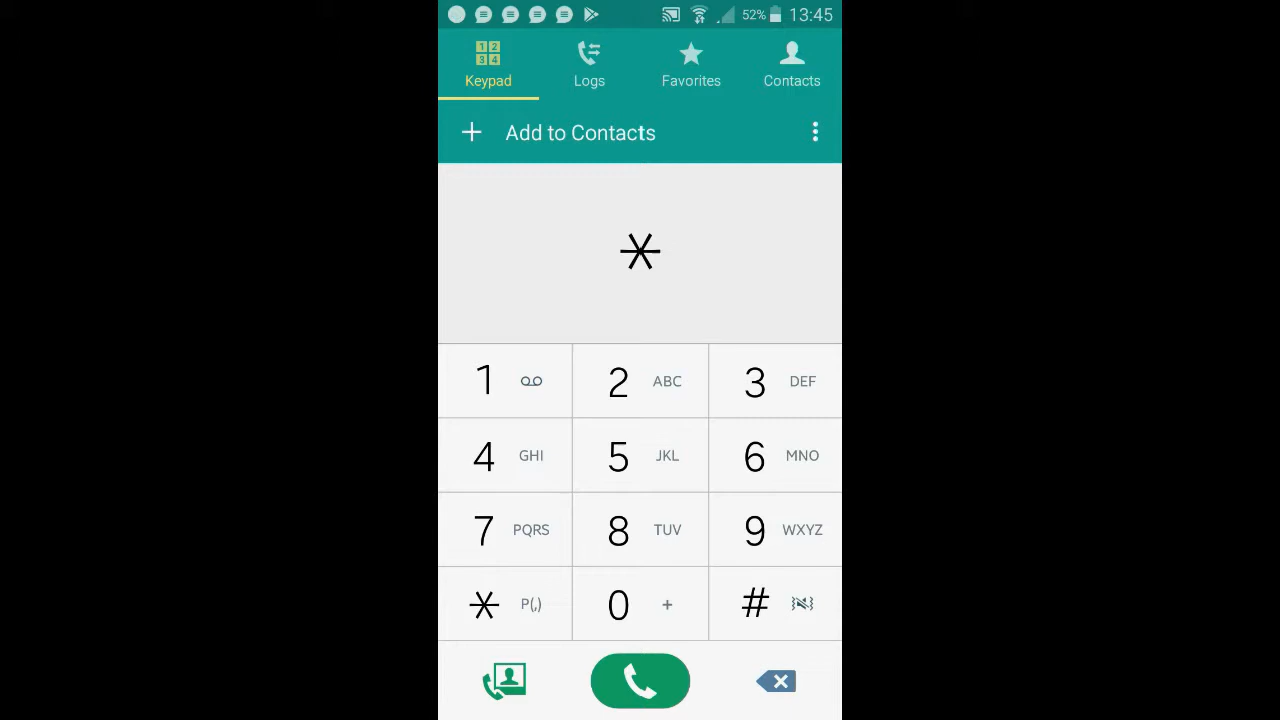 52% 13:45
Keypad Logs Favorites Contacts
+ Add to Contacts
*
1 2 ABC 3 DEF
4 GHI 5 JKL 6 MNO
7 PQRS 8 TUV 9 WXYZ
* P(,) 0 + #